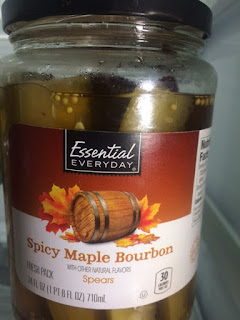 Essential
EVERYDAY®
Spicy Maple Bourbon
WITH OTHER NATURAL FLAVORS
FRESH PACK
Spears
24 FL OZ (1 PT 8 FL OZ) 710mL
30